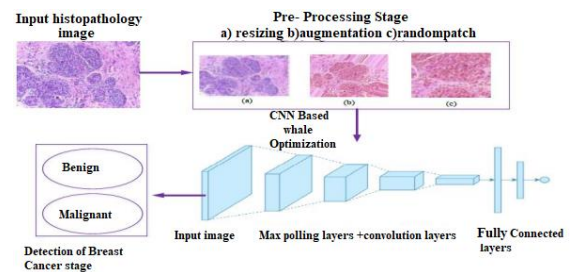 Input histopathology
image
Pre- Processing Stage
a) resizing b)augmentation c)randompatch
(a)
(b)
(c)
CNN Based
whale
Optimization
Benign
Malignant
Detection of Breast
Cancer stage
Input image
Max polling layers +convolution layers
Fully Connected
layers